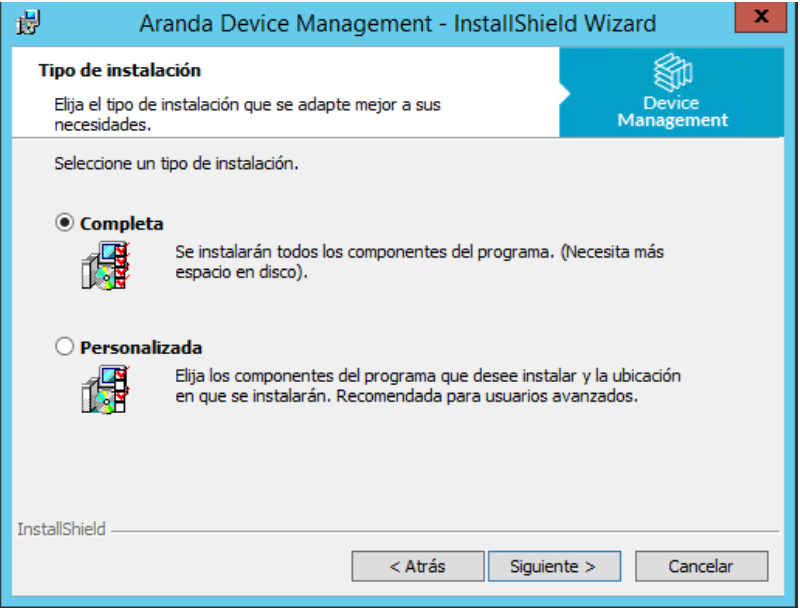 Aranda Device Management - InstallShield Wizard
x
Tipo de instalación
Elija el tipo de instalación que se adapte mejor a sus
necesidades.
Device
Management
Seleccione un tipo de instalación.
Completa
Se instalarán todos los componentes del programa. (Necesita más
espacio en disco).
Personalizada
Elija los componentes del programa que desee instalar y la ubicación
en que se instalarán. Recomendada para usuarios avanzados.
InstallShield
< Atrás
Siguiente >
Cancelar